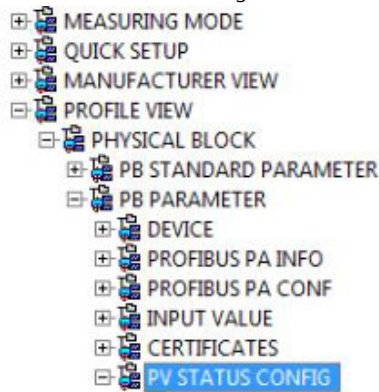 MEASURING MODE
QUICK SETUP
MANUFACTURER VIEW
PROFILE VIEW
PHYSICAL BLOCK
PB STANDARD PARAMETER
PB PARAMETER
DEVICE
PROFIBUS PA INFO
PROFIBUS PA CONF
INPUT VALUE
CERTIFICATES
PV STATUS CONFIG